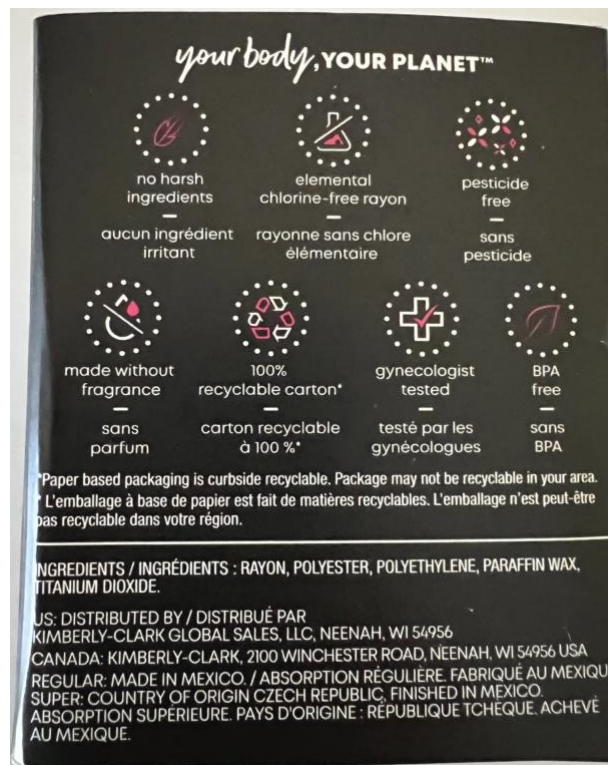 your body, YOUR PLANET™
no harsh
ingredients
—
aucun ingrédient
irritant
elemental
chlorine-free rayon
—
rayonne sans chlore
élémentaire
pesticide
free
—
sans
pesticide
made without
fragrance
—
sans
parfum
100%
recyclable carton*
—
carton recyclable
à 100 %*
gynecologist
tested
—
testé par les
gynécologues
BPA
free
—
sans
BPA
*Paper based packaging is curbside recyclable. Package may not be recyclable in your area.
* L'emballage à base de papier est fait de matières recyclables. L'emballage n'est peut-être
pas recyclable dans votre région.
INGREDIENTS / INGRÉDIENTS : RAYON, POLYESTER, POLYETHYLENE, PARAFFIN WAX,
TITANIUM DIOXIDE.
US: DISTRIBUTED BY / DISTRIBUÉ PAR
KIMBERLY-CLARK GLOBAL SALES, LLC, NEENAH, WI 54956
CANADA: KIMBERLY-CLARK, 2100 WINCHESTER ROAD, NEENAH, WI 54956 USA
REGULAR: MADE IN MEXICO. / ABSORPTION RÉGULIÈRE. FABRIQUÉ AU MEXIQU
SUPER: COUNTRY OF ORIGIN CZECH REPUBLIC, FINISHED IN MEXICO.
ABSORPTION SUPÉRIEURE. PAYS D'ORIGINE : RÉPUBLIQUE TCHÈQUE. ACHEVÉ
AU MEXIQUE.